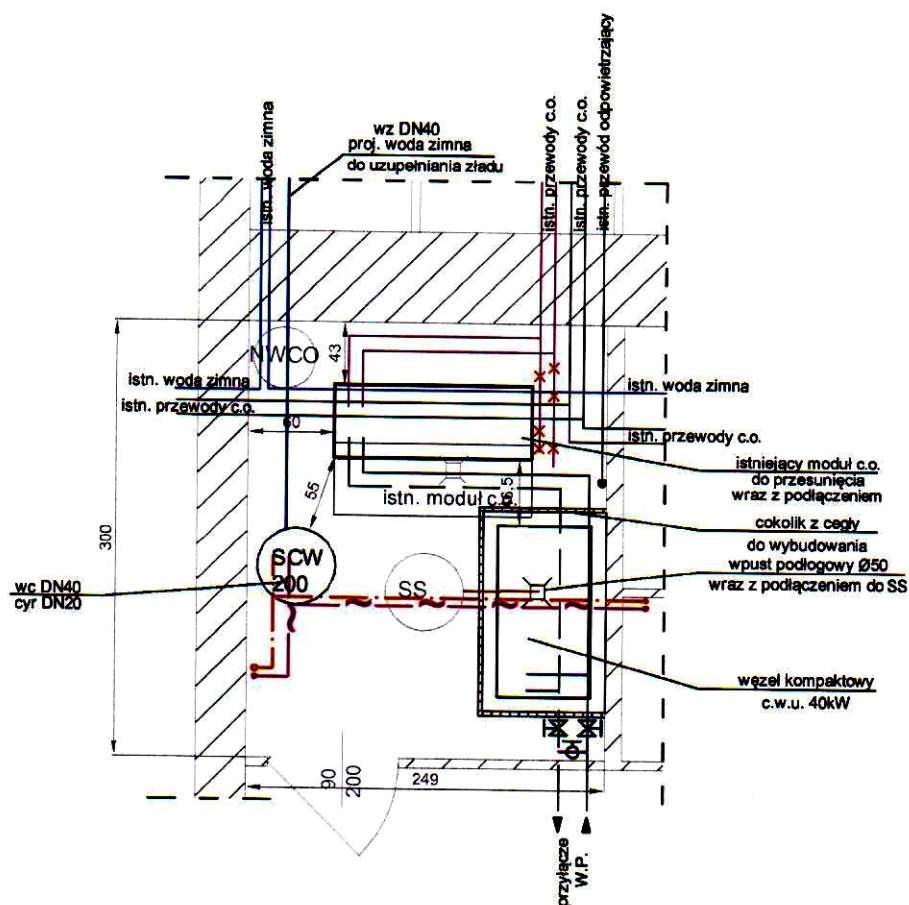 istn. woda zimna
wz DN40
proj. woda zimna
do uzupełniania zładu
istn. przewody c.o.
istn. przewody c.o.
istn. przewód odpowietrzający
NWCO
43
istn. woda zimna
istn. woda zimna
istn. przewody c.o.
60
istn. przewody c.o.
istniejący moduł c.o.
do przesunięcia
wraz z podłączeniem
55
istn. moduł c.o.
300
cokolik z cegły
do wybudowania
SCW
200
wpust podłogowy Ø50
wraz z podłączeniem do SS
wc DN40
cyr DN20
SS
węzeł kompaktowy
c.w.u. 40kW
90
200
249
przyłącze
W.P.